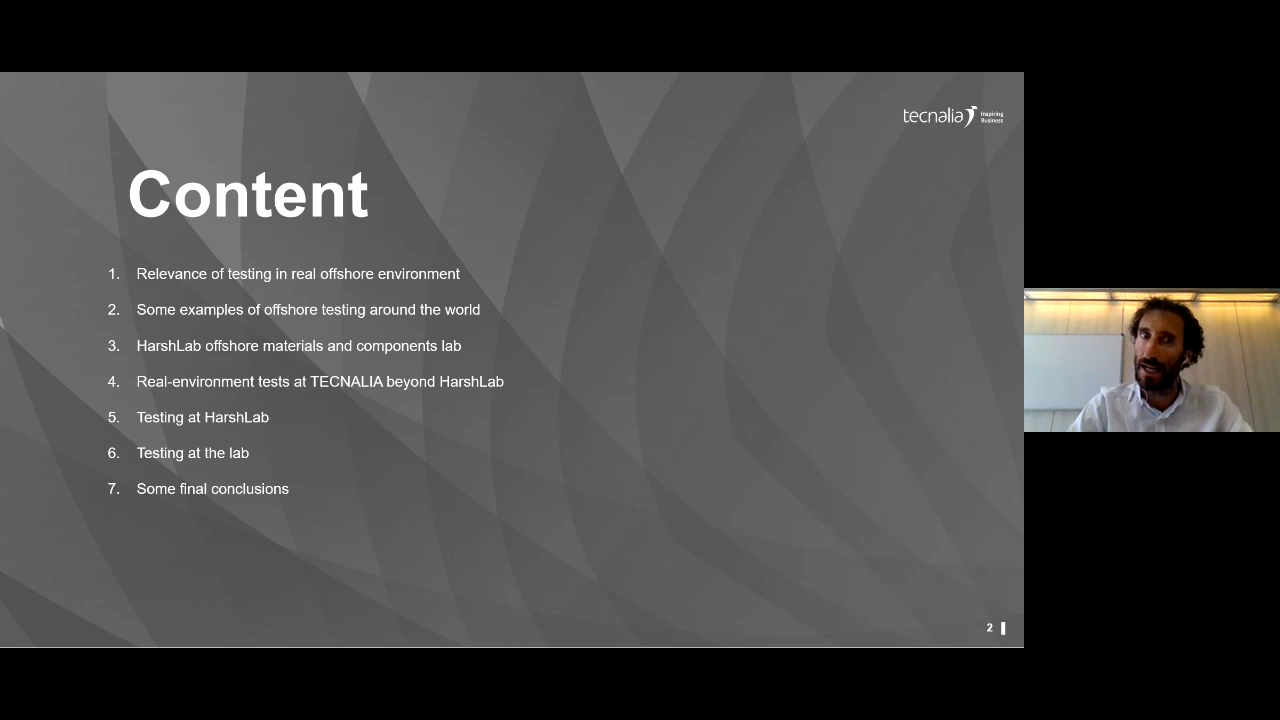 tecnalia Inspiring Business
Content
1. Relevance of testing in real offshore environment
2. Some examples of offshore testing around the world
3. HarshLab offshore materials and components lab
4. Real-environment tests at TECNALIA beyond HarshLab
5. Testing at HarshLab
6. Testing at the lab
7. Some final conclusions
2